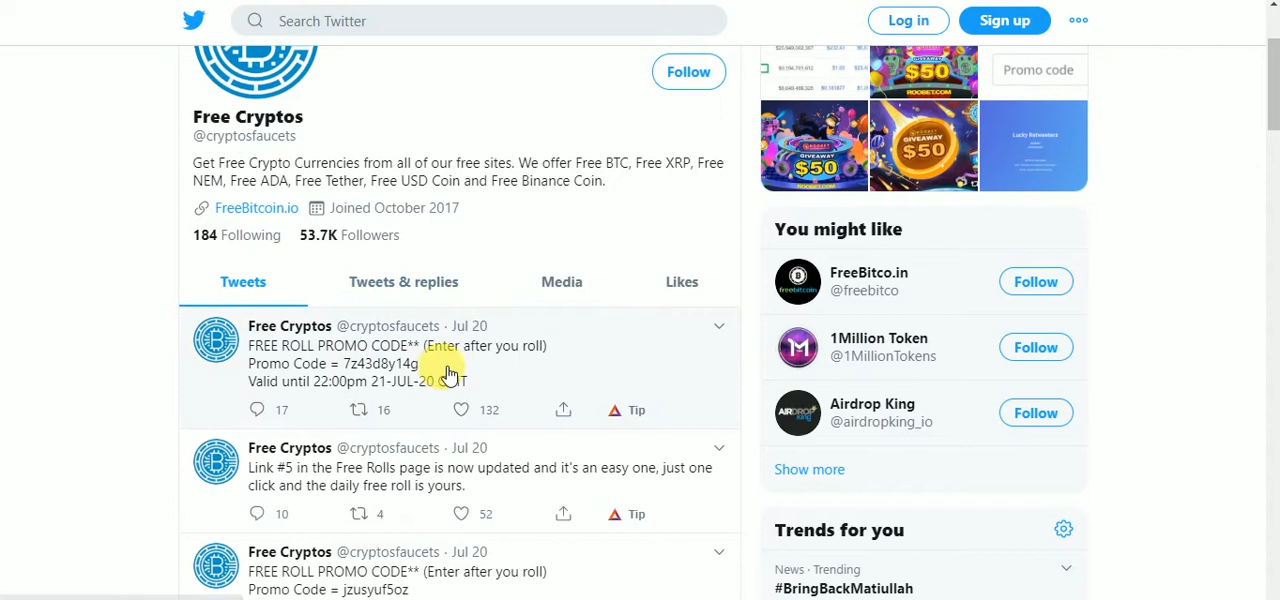 Search Twitter
Log in
Sign up
Follow
Free Cryptos
@cryptosfaucets
Get Free Crypto Currencies from all of our free sites. We offer Free BTC, Free XRP, Free
NEM, Free ADA, Free Tether, Free USD Coin and Free Binance Coin.
FreeBitcoin.io Joined October 2017
184 Following 53.7K Followers
Tweets Tweets & replies Media Likes
Free Cryptos @cryptosfaucets · Jul 20
FREE ROLL PROMO CODE** (Enter after you roll)
Promo Code = 7z43d8y14g
Valid until 22:00pm 21-JUL-20
17 16 132 Tip
Free Cryptos @cryptosfaucets · Jul 20
Link #5 in the Free Rolls page is now updated and it's an easy one, just one
click and the daily free roll is yours.
10 4 52 Tip
Free Cryptos @cryptosfaucets · Jul 20
FREE ROLL PROMO CODE** (Enter after you roll)
Promo Code = jzusyuf5oz
$50
ROOBET.COM
Promo code
GIVEAWAY
$50
ROOBET.COM
GIVEAWAY
$50
Lucky Retweeters
You might like
FreeBitco.in
@freebitco
Follow
1Million Token
@1MillionTokens
Follow
Airdrop King
@airdropking_io
Follow
Show more
Trends for you
News · Trending
#BringBackMatiullah